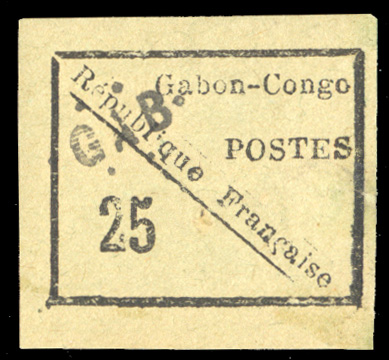 Gabon-Congo
République Française
POSTES
G. B.
25